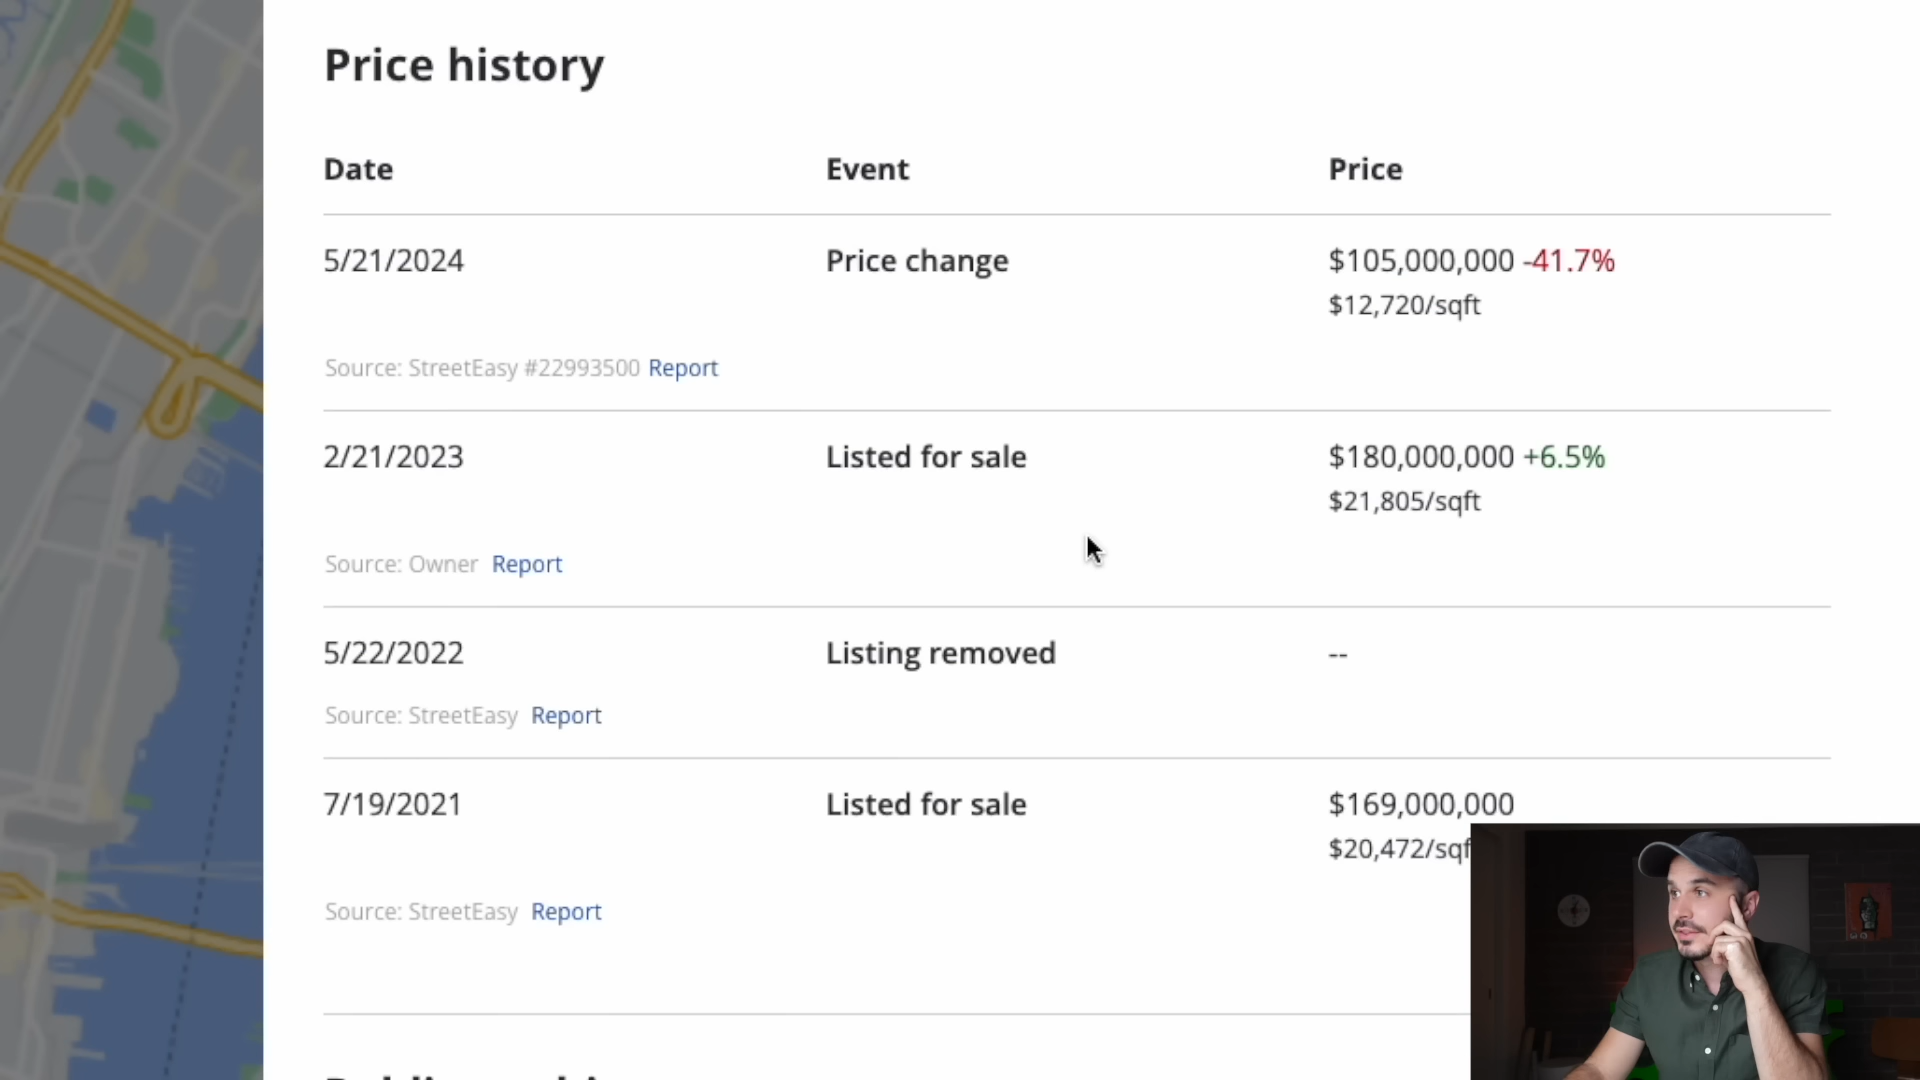 Price history
Date Event Price
5/21/2024 Price change $105,000,000 -41.7%
$12,720/sqft
Source: StreetEasy #22993500 Report
2/21/2023 Listed for sale $180,000,000 +6.5%
$21,805/sqft
Source: Owner Report
5/22/2022 Listing removed --
Source: StreetEasy Report
7/19/2021 Listed for sale $169,000,000
$20,472/sqf
Source: StreetEasy Report